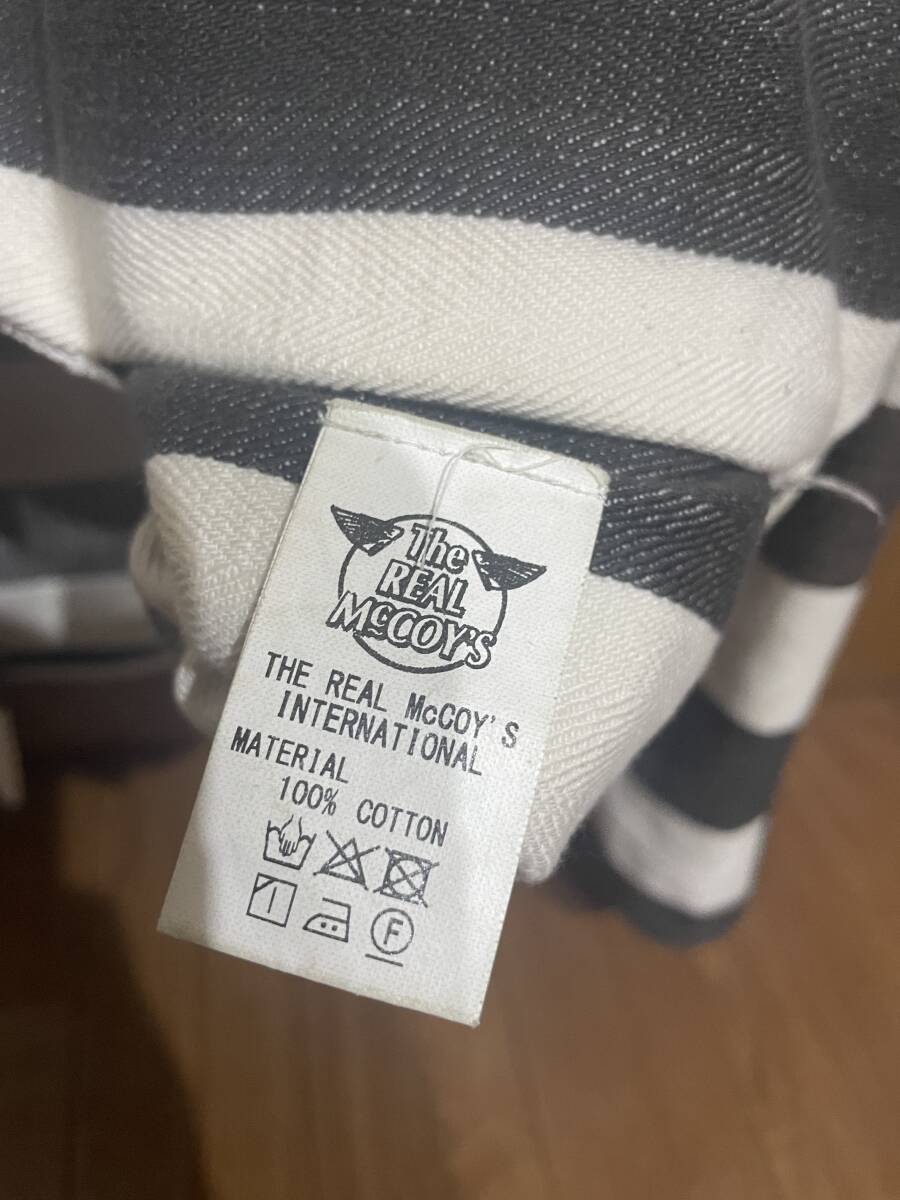 The
REAL
McCOY'S
THE REAL McCOY'S
INTERNATIONAL
MATERIAL
100% COTTON
F